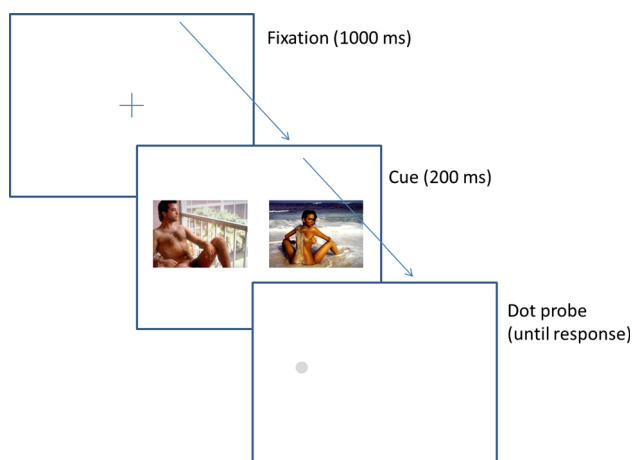 Fixation (1000 ms)
Cue (200 ms)
Dot probe
(until response)